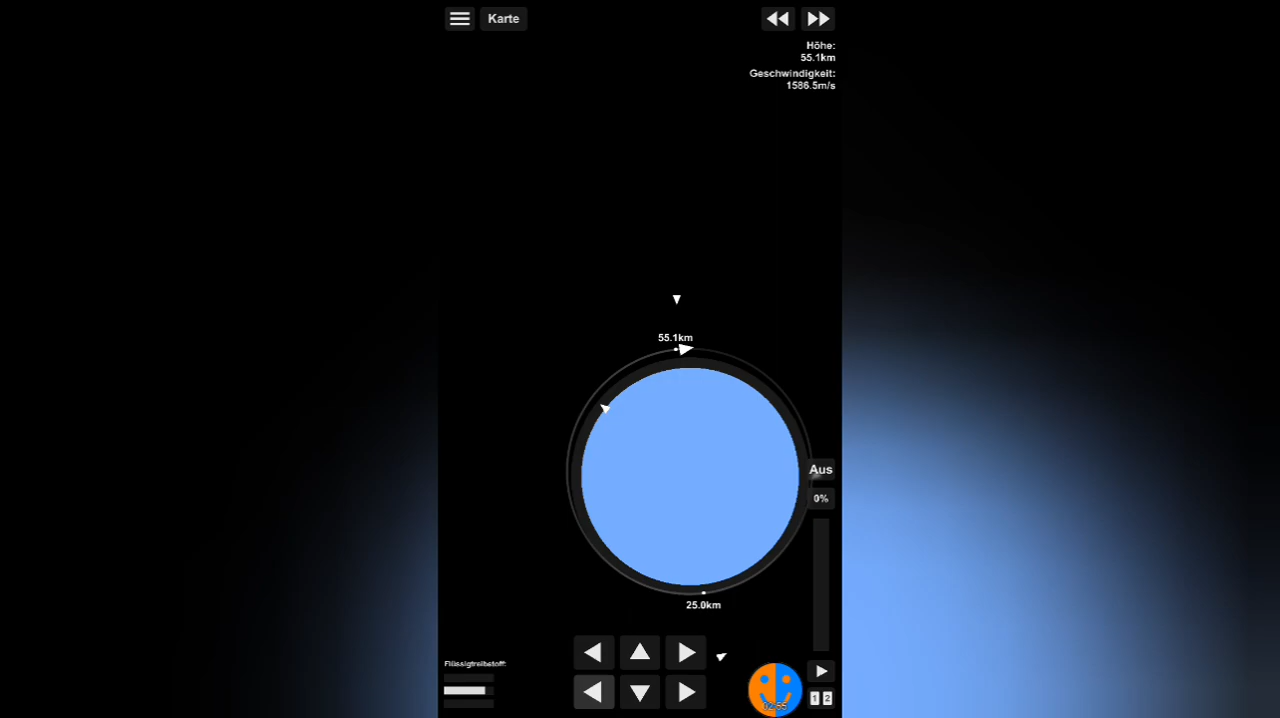 Karte
Höhe:
55.1km
Geschwindigkeit:
1586.5m/s
55.1km
Aus
0%
25.0km
Flüssigtreibstoff:
1 2